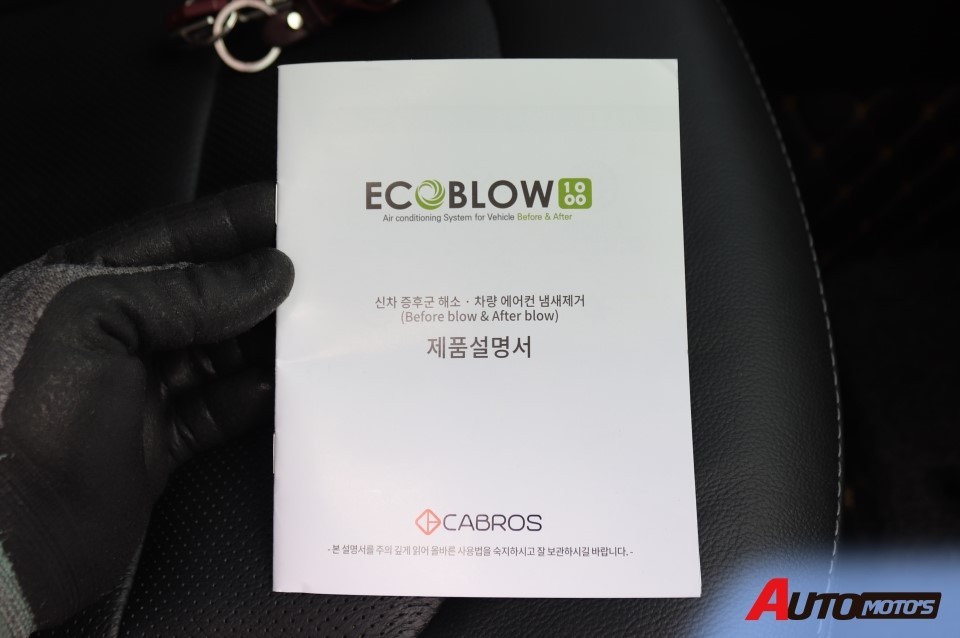 ECOBLOW 1000
Air conditioning System for Vehicle Before & After
신차 증후군 해소 · 차량 에어컨 냄새제거
(Before blow & After blow)
제품설명서
CABROS
- 본 설명서를 주의 깊게 읽어 올바른 사용법을 숙지하시고 잘 보관하시길 바랍니다. -
AUTO MOTO'S